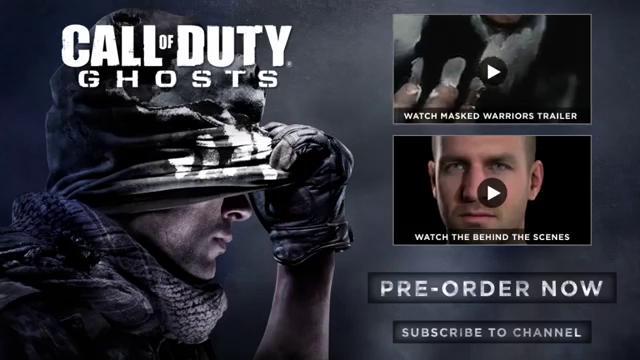 CALL OF DUTY
GHOSTS
WATCH MASKED WARRIORS TRAILER
WATCH THE BEHIND THE SCENES
PRE-ORDER NOW
SUBSCRIBE TO CHANNEL